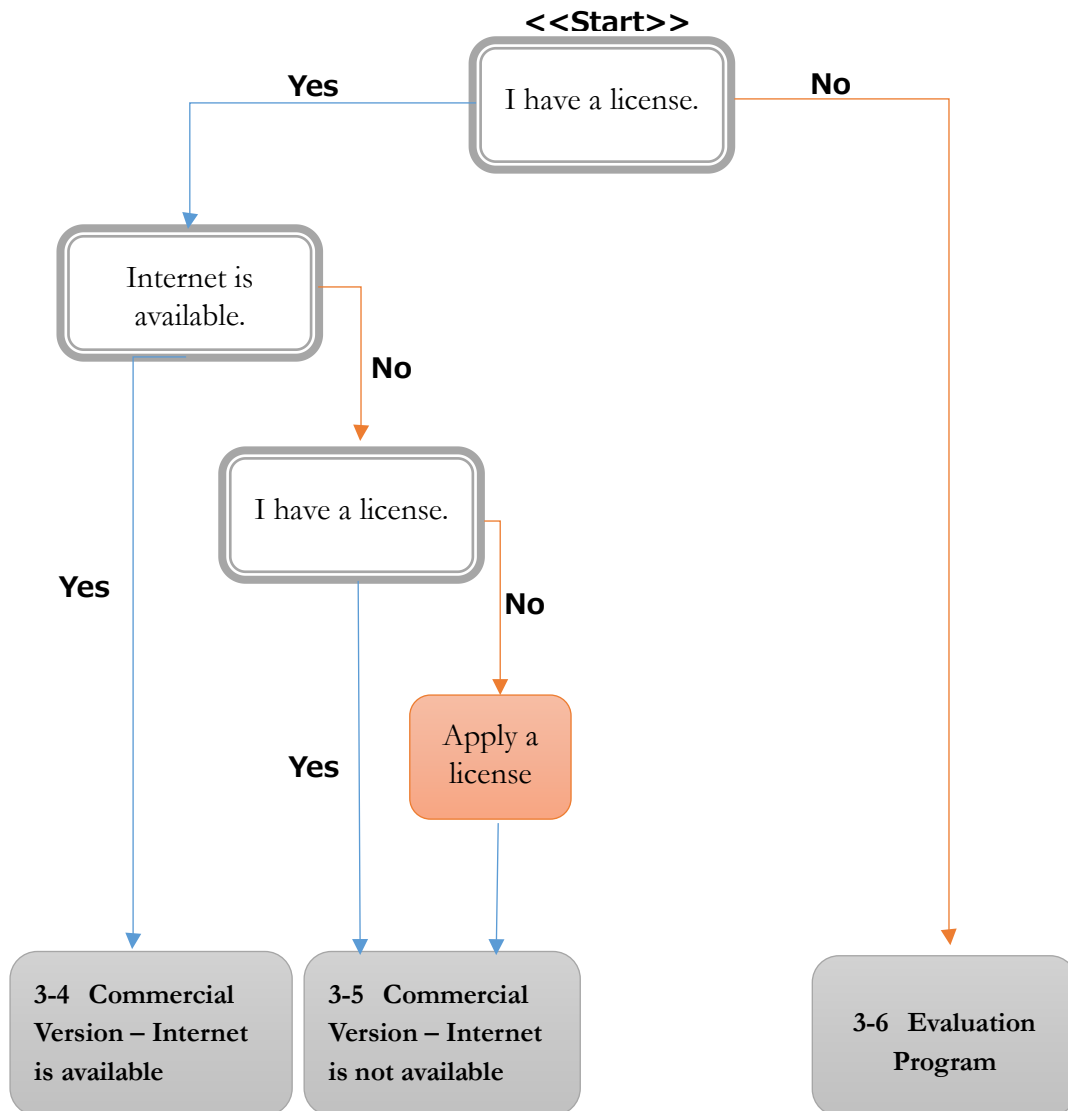 <<Start>>
Yes
I have a license.
No
Internet is
available.
No
I have a license.
Yes
No
Apply a
license
Yes
3-4 Commercial
Version – Internet
is available
3-5 Commercial
Version – Internet
is not available
3-6 Evaluation
Program